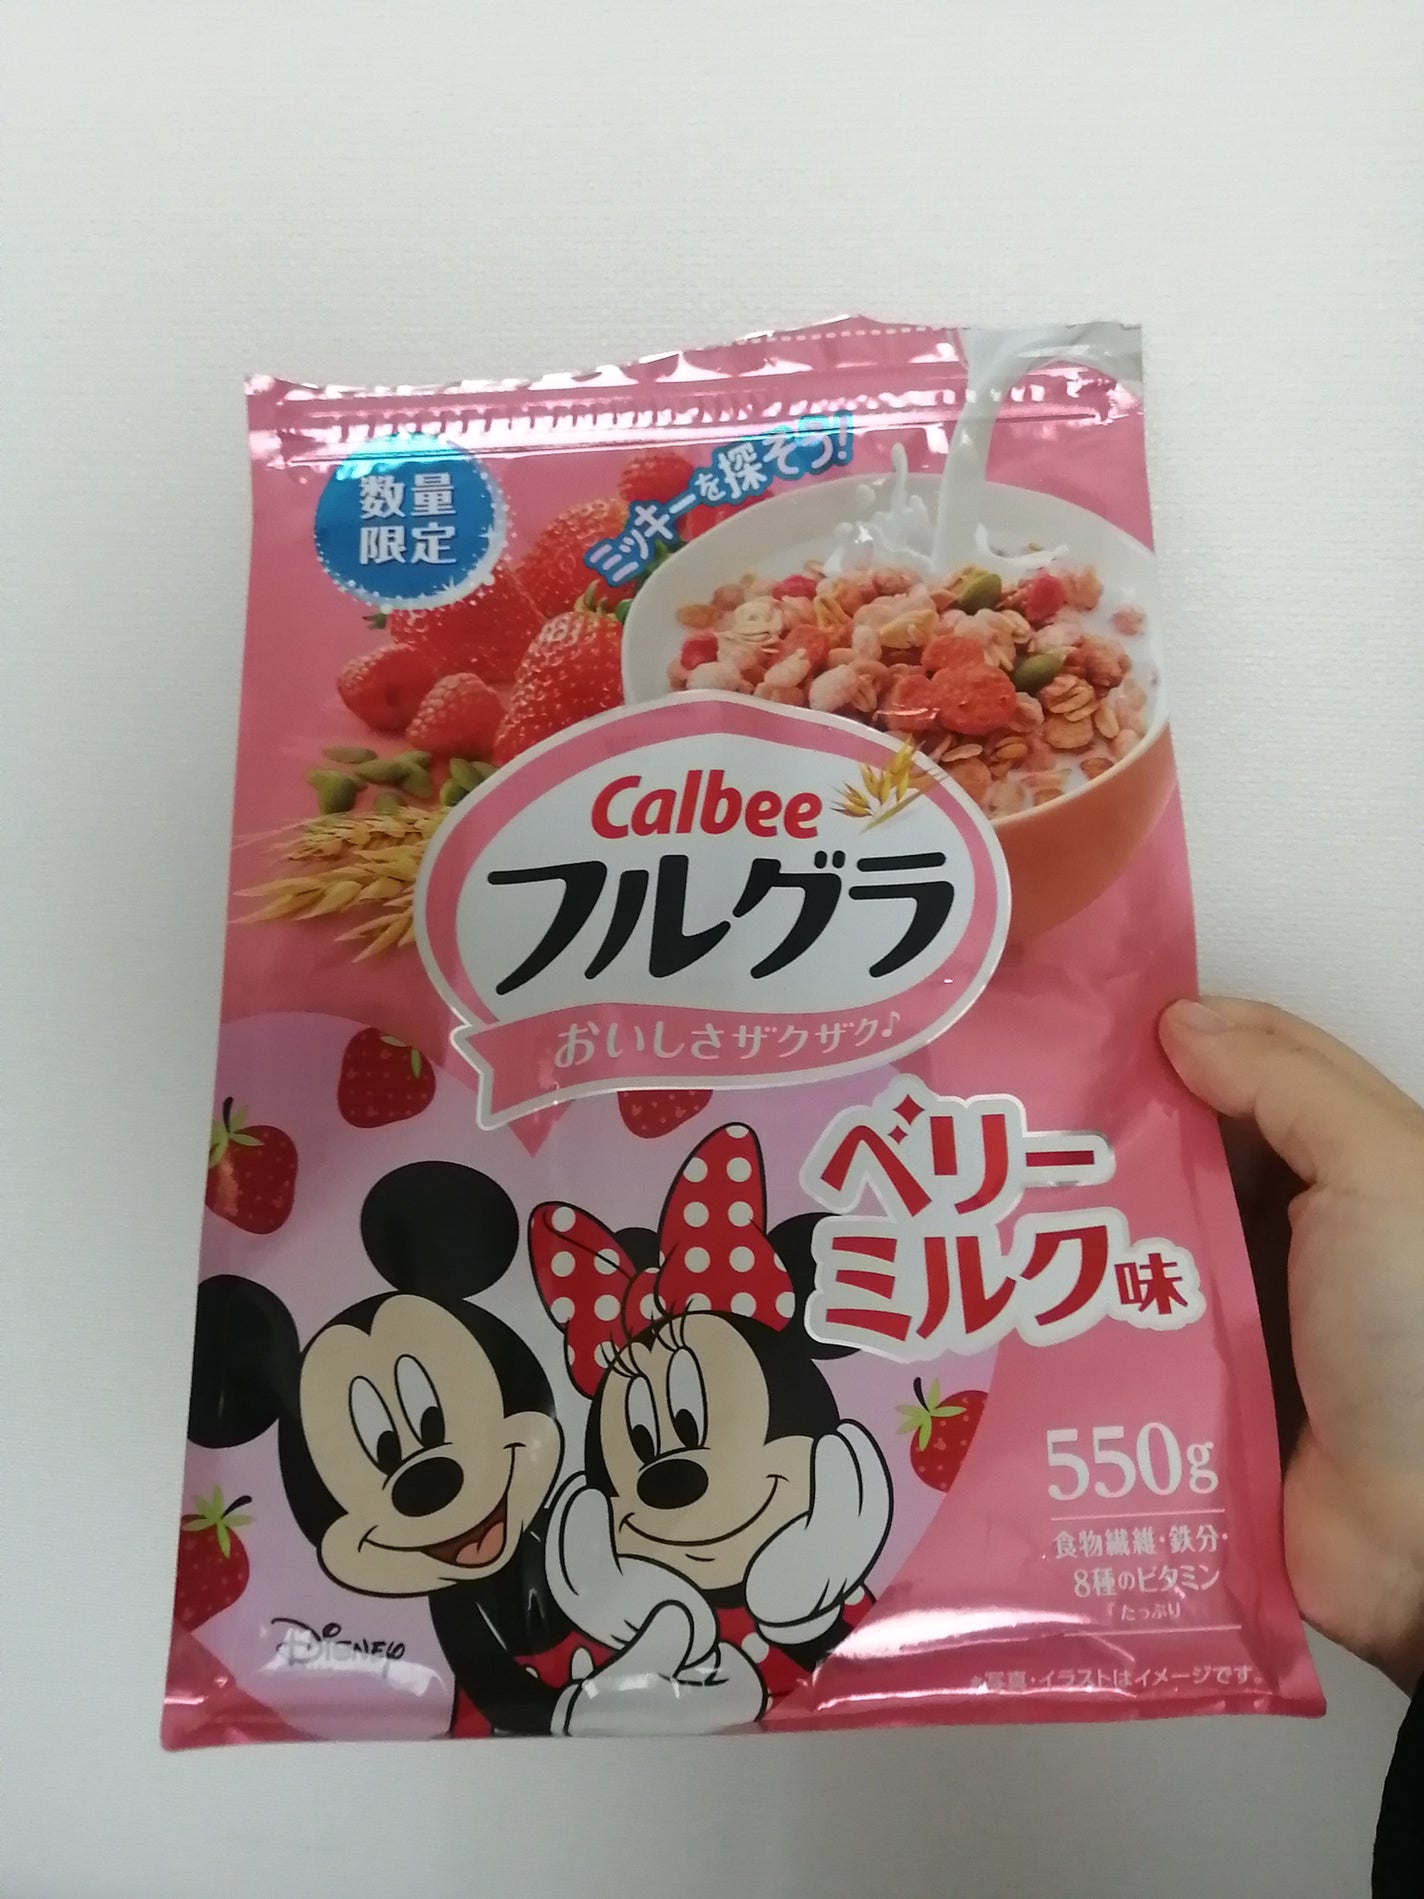 数量
限定
ミッキーを探そう!
Calbee
フルグラ
おいしさザクザク♪
ベリー
ミルク味
550g
食物繊維・鉄分・
8種のビタミン
たっぷり
Disney
*写真・イラストはイメージです。